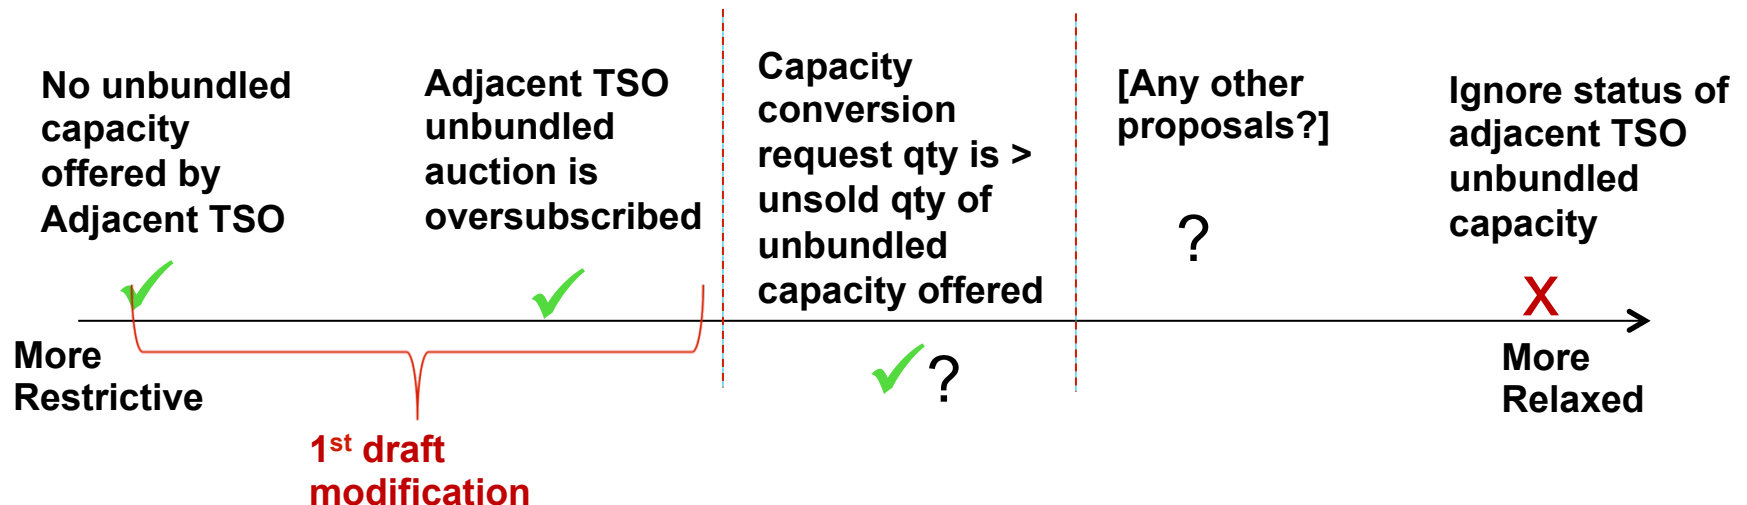 No unbundled
capacity
offered by
Adjacent TSO
Adjacent TSO
unbundled
auction is
oversubscribed
Capacity
conversion
request qty is >
unsold qty of
unbundled
capacity offered
[Any other
proposals?]
?
Ignore status of
adjacent TSO
unbundled
capacity
X
More
Restrictive
?
More
Relaxed
1st draft
modification